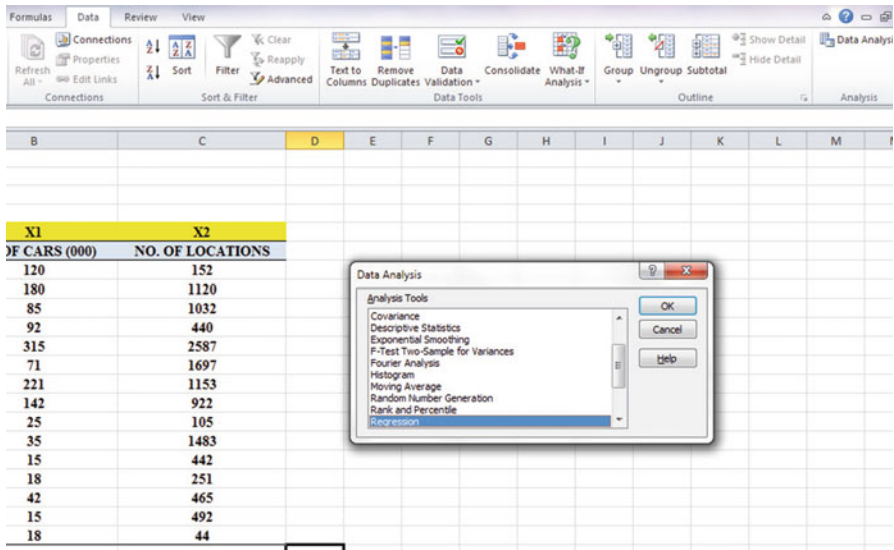 Formulas Data Review View
Connections
Properties
Edit Links
Refresh All
Connections
Sort
Filter
Clear
Reapply
Advanced
Sort & Filter
Text to Columns
Remove Duplicates
Data Validation
Consolidate
What-If Analysis
Data Tools
Group
Ungroup
Subtotal
Show Detail
Hide Detail
Outline
Data Analysi
Analysis
B C D E F G H I J K L M
X1 X2
OF CARS (000) NO. OF LOCATIONS
120 152
180 1120
85 1032
92 440
315 2587
71 1697
221 1153
142 922
25 105
35 1483
15 442
18 251
42 465
15 492
18 44
Data Analysis
Analysis Tools
Covariance
Descriptive Statistics
Exponential Smoothing
F-Test Two-Sample for Variances
Fourier Analysis
Histogram
Moving Average
Random Number Generation
Rank and Percentile
Regression
OK
Cancel
Help